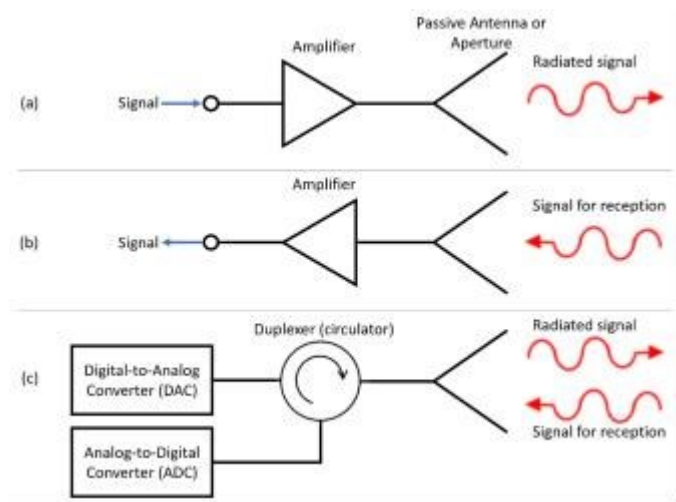 Passive Antenna or
Aperture
Amplifier
Radiated signal
(a)
Signal
Amplifier
Signal for reception
(b)
Signal
Duplexer (circulator)
Radiated signal
(c)
Digital-to-Analog
Converter (DAC)
Analog-to-Digital
Converter (ADC)
Signal for reception